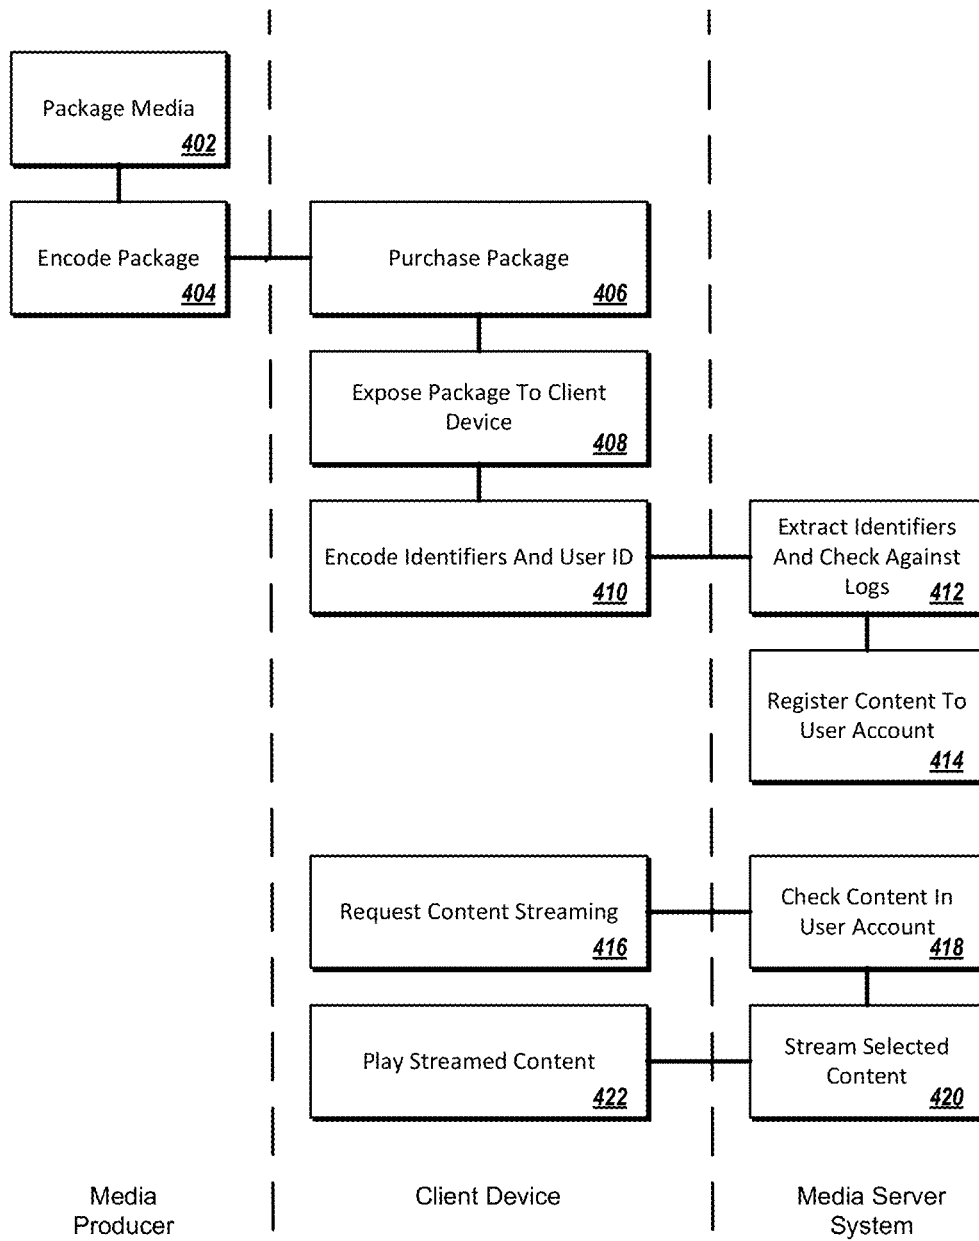 Package Media
402
Encode Package
404
Purchase Package
406
Expose Package To Client
Device
408
Encode Identifiers And User ID
410
Extract Identifiers
And Check Against
Logs
412
Register Content To
User Account
414
Request Content Streaming
416
Check Content In
User Account
418
Play Streamed Content
422
Stream Selected
Content
420
Media
Producer
Client Device
Media Server
System